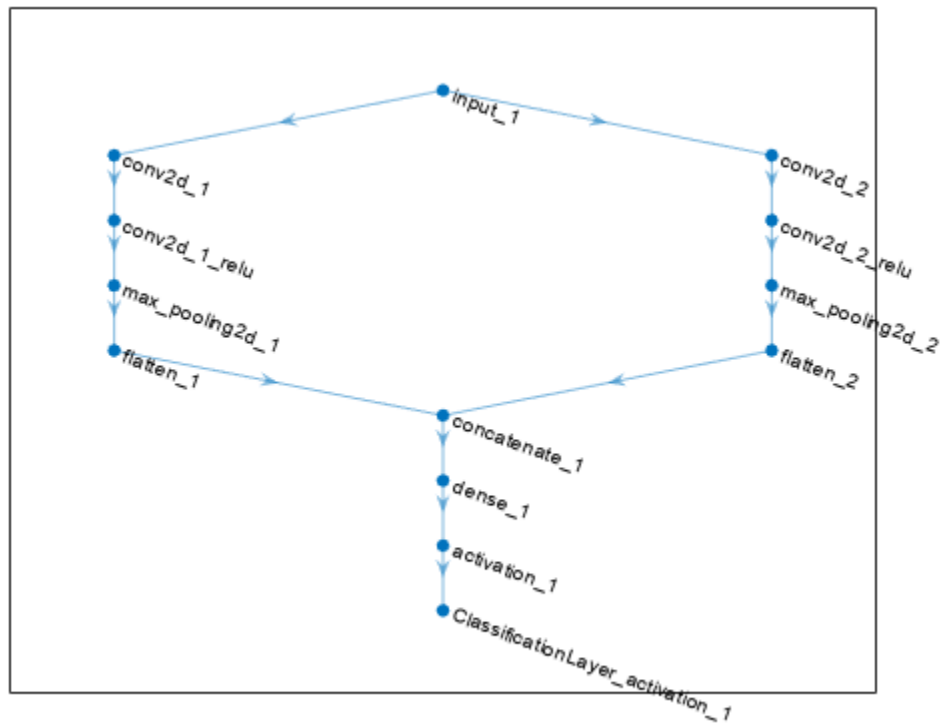 input_1
conv2d_1
conv2d_2
conv2d_1_relu
conv2d_2_relu
max_pooling2d_1
max_pooling2d_2
flatten_1
flatten_2
concatenate_1
dense_1
activation_1
ClassificationLayer_activation_1